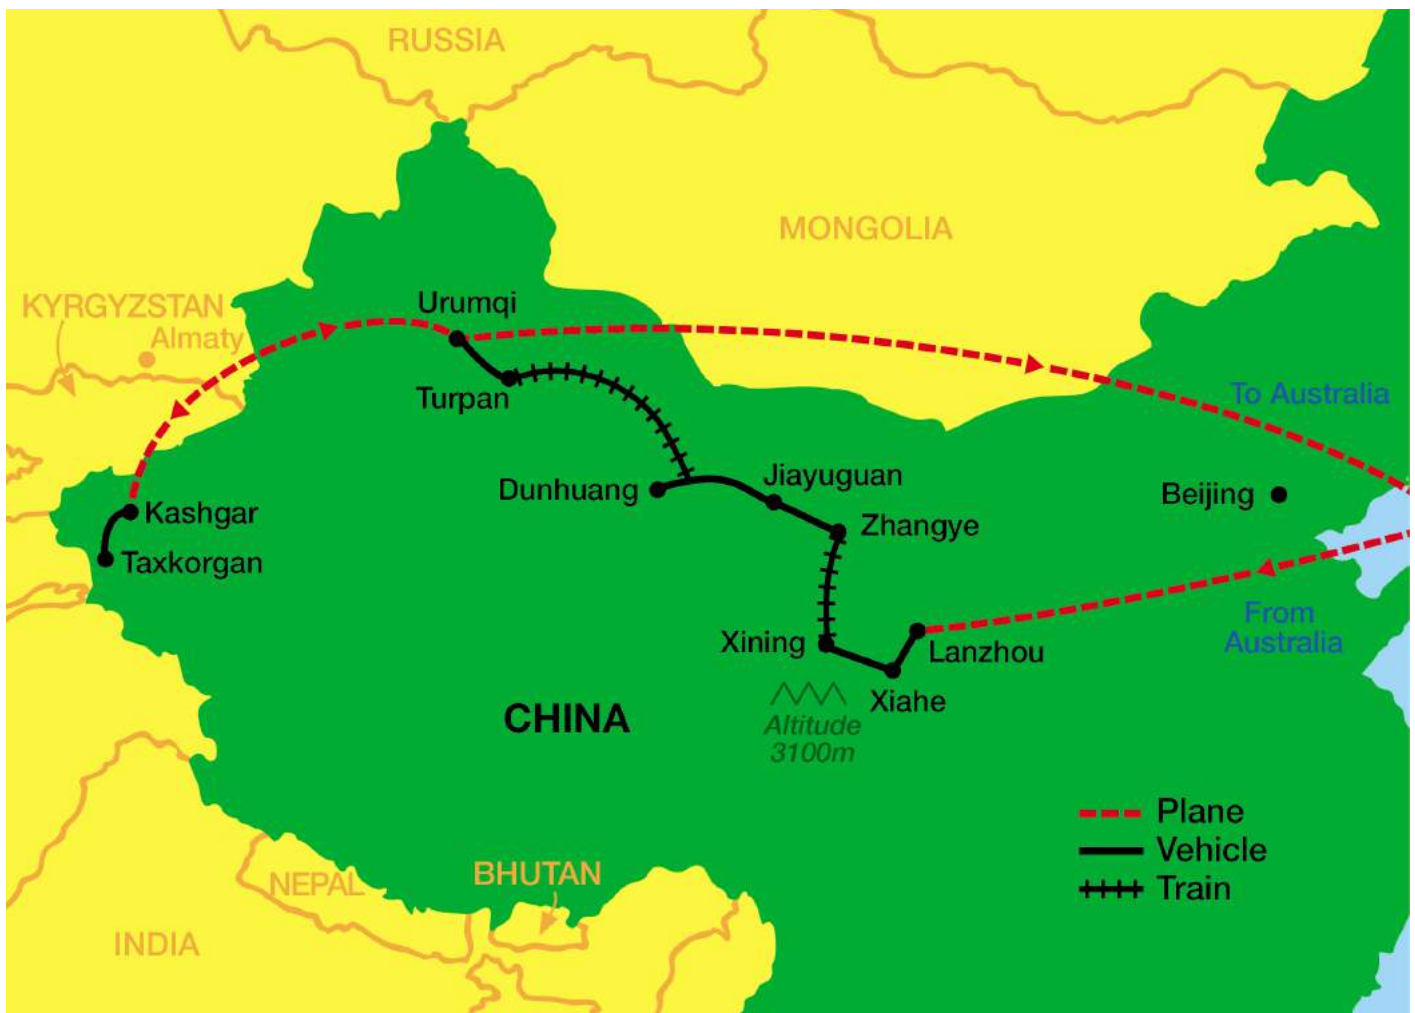 RUSSIA
MONGOLIA
KYRGYZSTAN
Almaty
Urumqi
Turpan
To Australia
Dunhuang
Jiayuguan
Beijing
Kashgar
Zhangye
Taxkorgan
From
Australia
Xining
Lanzhou
Xiahe
CHINA
Altitude
3100m
Plane
Vehicle
Train
NEPAL
BHUTAN
INDIA